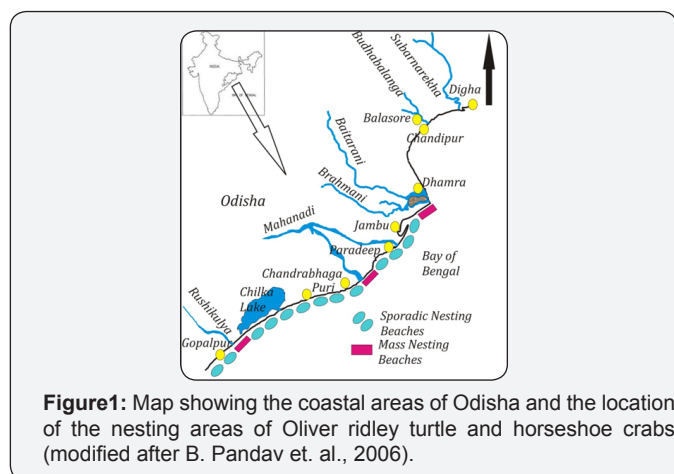 INDIA
Budhabalanga
Subarnarekha
Digha
Balasore
Chandipur
Baitarani
Brahmani
Dhamra
Odisha
Jambu
Mahanadi
Paradeep
Bay of
Bengal
Chandrabhaga
Puri
Chilka
Lake
Rushikulya
Gopalpur
Sporadic Nesting
Beaches
Mass Nesting
Beaches
Figure1: Map showing the coastal areas of Odisha and the location
of the nesting areas of Oliver ridley turtle and horseshoe crabs
(modified after B. Pandav et. al., 2006).